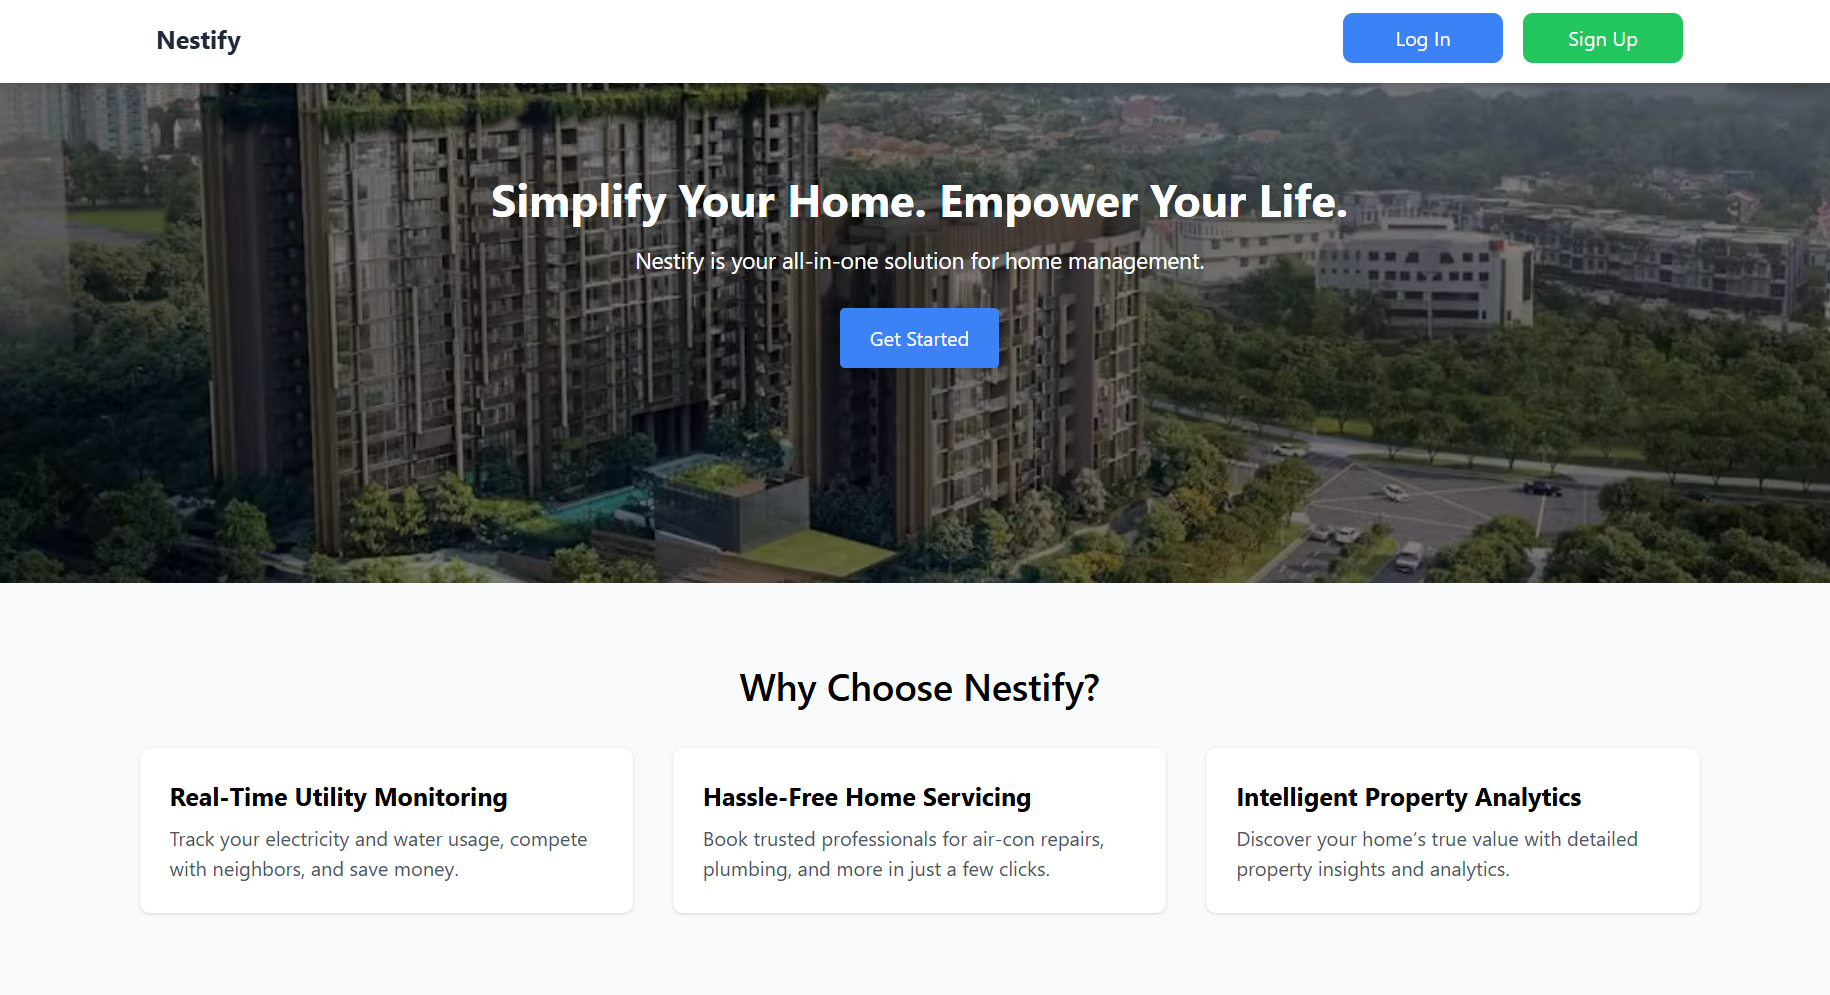 Nestify
Log In
Sign Up
Simplify Your Home. Empower Your Life.
Nestify is your all-in-one solution for home management.
Get Started
Why Choose Nestify?
Real-Time Utility Monitoring
Track your electricity and water usage, compete
with neighbors, and save money.
Hassle-Free Home Servicing
Book trusted professionals for air-con repairs,
plumbing, and more in just a few clicks.
Intelligent Property Analytics
Discover your home’s true value with detailed
property insights and analytics.